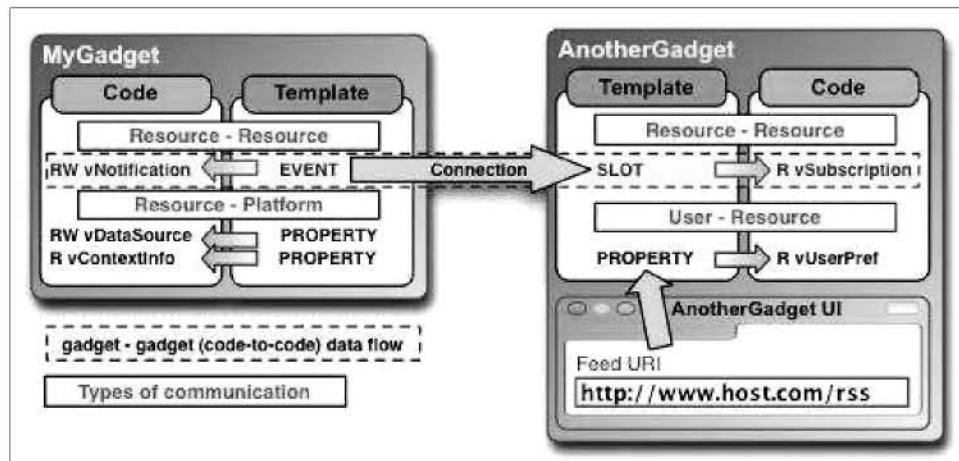 MyGadget
Code
Template
Resource - Resource
RW vNotification
EVENT
Resource - Platform
RW vDataSource
PROPERTY
R vContextInfo
PROPERTY
Connection
AnotherGadget
Template
Code
Resource - Resource
SLOT
R vSubscription
User - Resource
PROPERTY
R vUserPref
AnotherGadget UI
Feed URI
http://www.host.com/rss
gadget - gadget (code-to-code) data flow
Types of communication